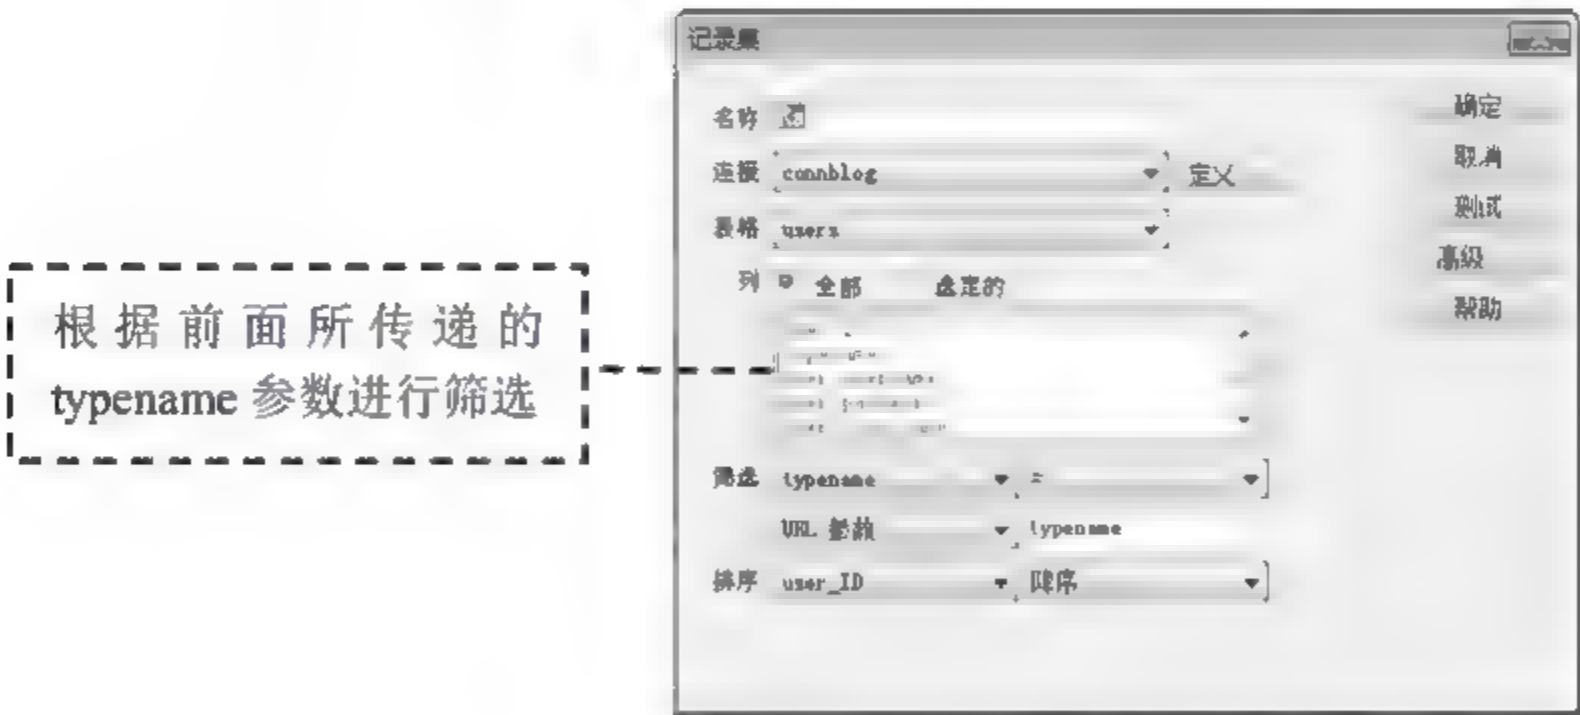 根据前面所传递的
typename 参数进行筛选
记录集
名称
连接 connblog 定义
表格 users
列 全部 选定的
筛选 typename =
URL 参数 typename
排序 user_ID 降序
确定
取消
测试
高级
帮助